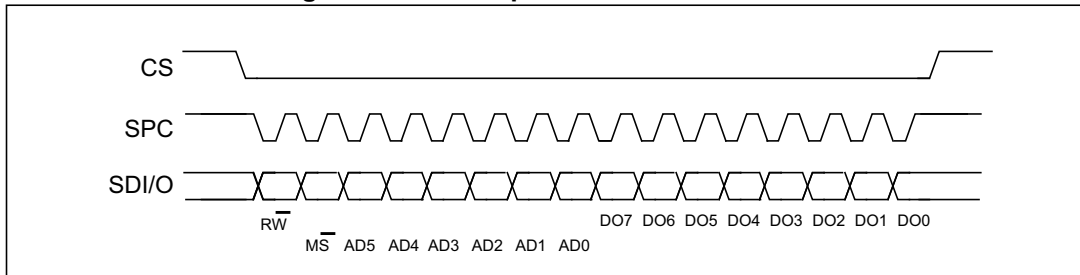 CS
SPC
SDI/O
RW̅
DO7 DO6 DO5 DO4 DO3 DO2 DO1 DO0
MS̅ AD5 AD4 AD3 AD2 AD1 AD0